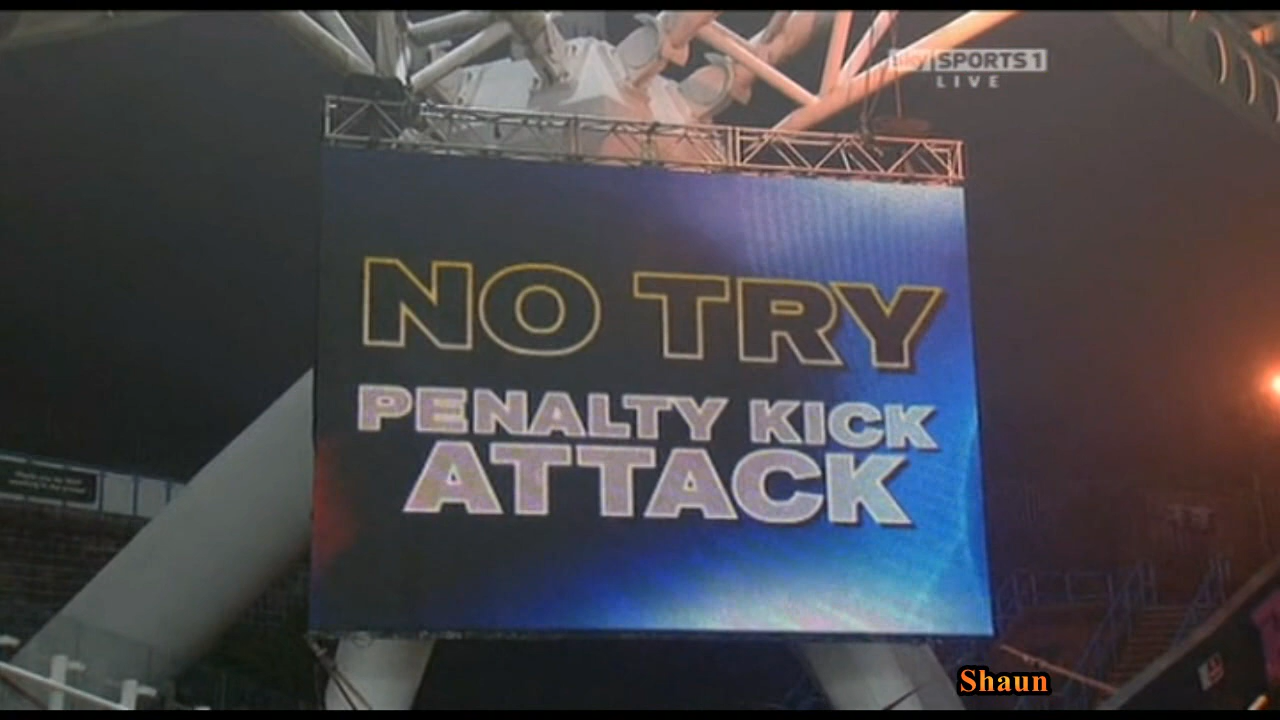 sky SPORTS 1
LIVE
NO TRY
PENALTY KICK
ATTACK
Shaun